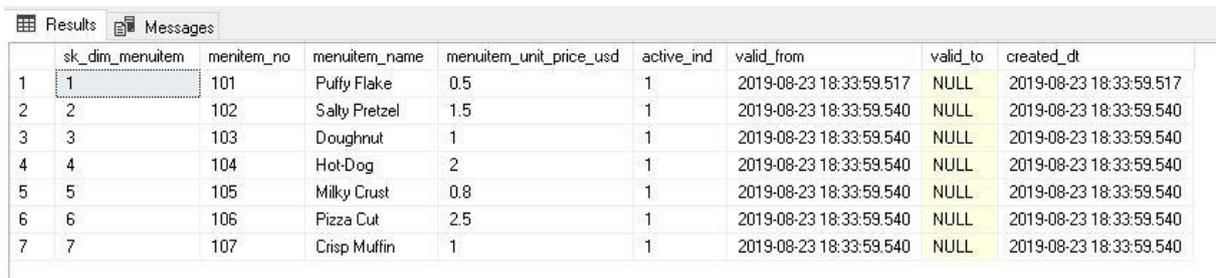 Results Messages
sk_dim_menuitem menitem_no menuitem_name menuitem_unit_price_usd active_ind valid_from valid_to created_dt
1 1 101 Puffy Flake 0.5 1 2019-08-23 18:33:59.517 NULL 2019-08-23 18:33:59.517
2 2 102 Salty Pretzel 1.5 1 2019-08-23 18:33:59.540 NULL 2019-08-23 18:33:59.540
3 3 103 Doughnut 1 1 2019-08-23 18:33:59.540 NULL 2019-08-23 18:33:59.540
4 4 104 Hot-Dog 2 1 2019-08-23 18:33:59.540 NULL 2019-08-23 18:33:59.540
5 5 105 Milky Crust 0.8 1 2019-08-23 18:33:59.540 NULL 2019-08-23 18:33:59.540
6 6 106 Pizza Cut 2.5 1 2019-08-23 18:33:59.540 NULL 2019-08-23 18:33:59.540
7 7 107 Crisp Muffin 1 1 2019-08-23 18:33:59.540 NULL 2019-08-23 18:33:59.540